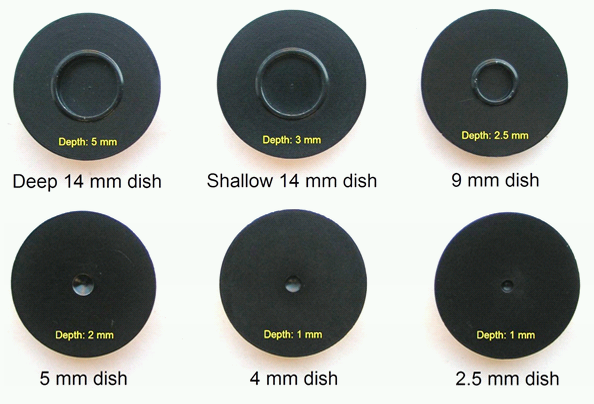 Depth: 5 mm
Depth: 3 mm
Depth: 2.5 mm
Deep 14 mm dish
Shallow 14 mm dish
9 mm dish
Depth: 2 mm
Depth: 1 mm
Depth: 1 mm
5 mm dish
4 mm dish
2.5 mm dish